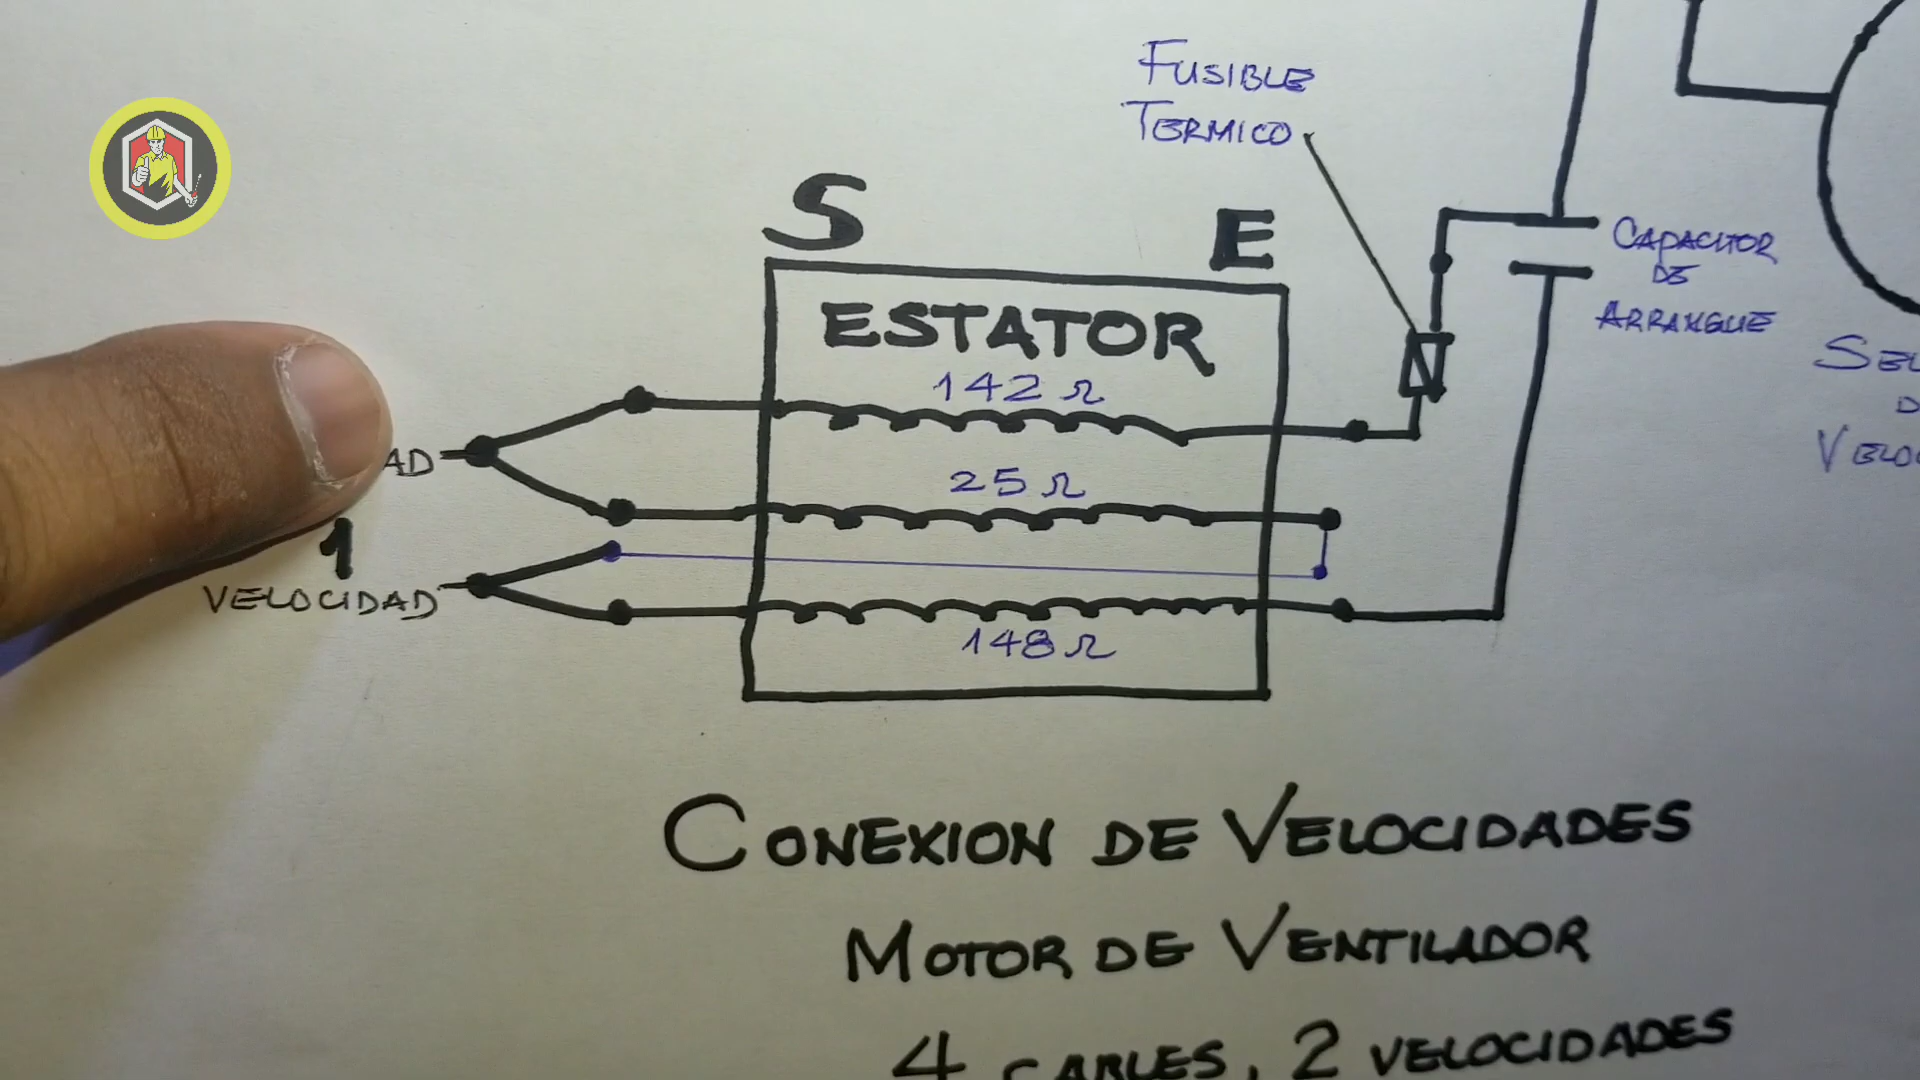 FUSIBLE
TERMICO
S
E
CAPACITOR
DE
ARRANQUE
ESTATOR
142 Ω
25 Ω
148 Ω
1
VELOCIDAD
CONEXION DE VELOCIDADES
MOTOR DE VENTILADOR
4 CABLES, 2 VELOCIDADES